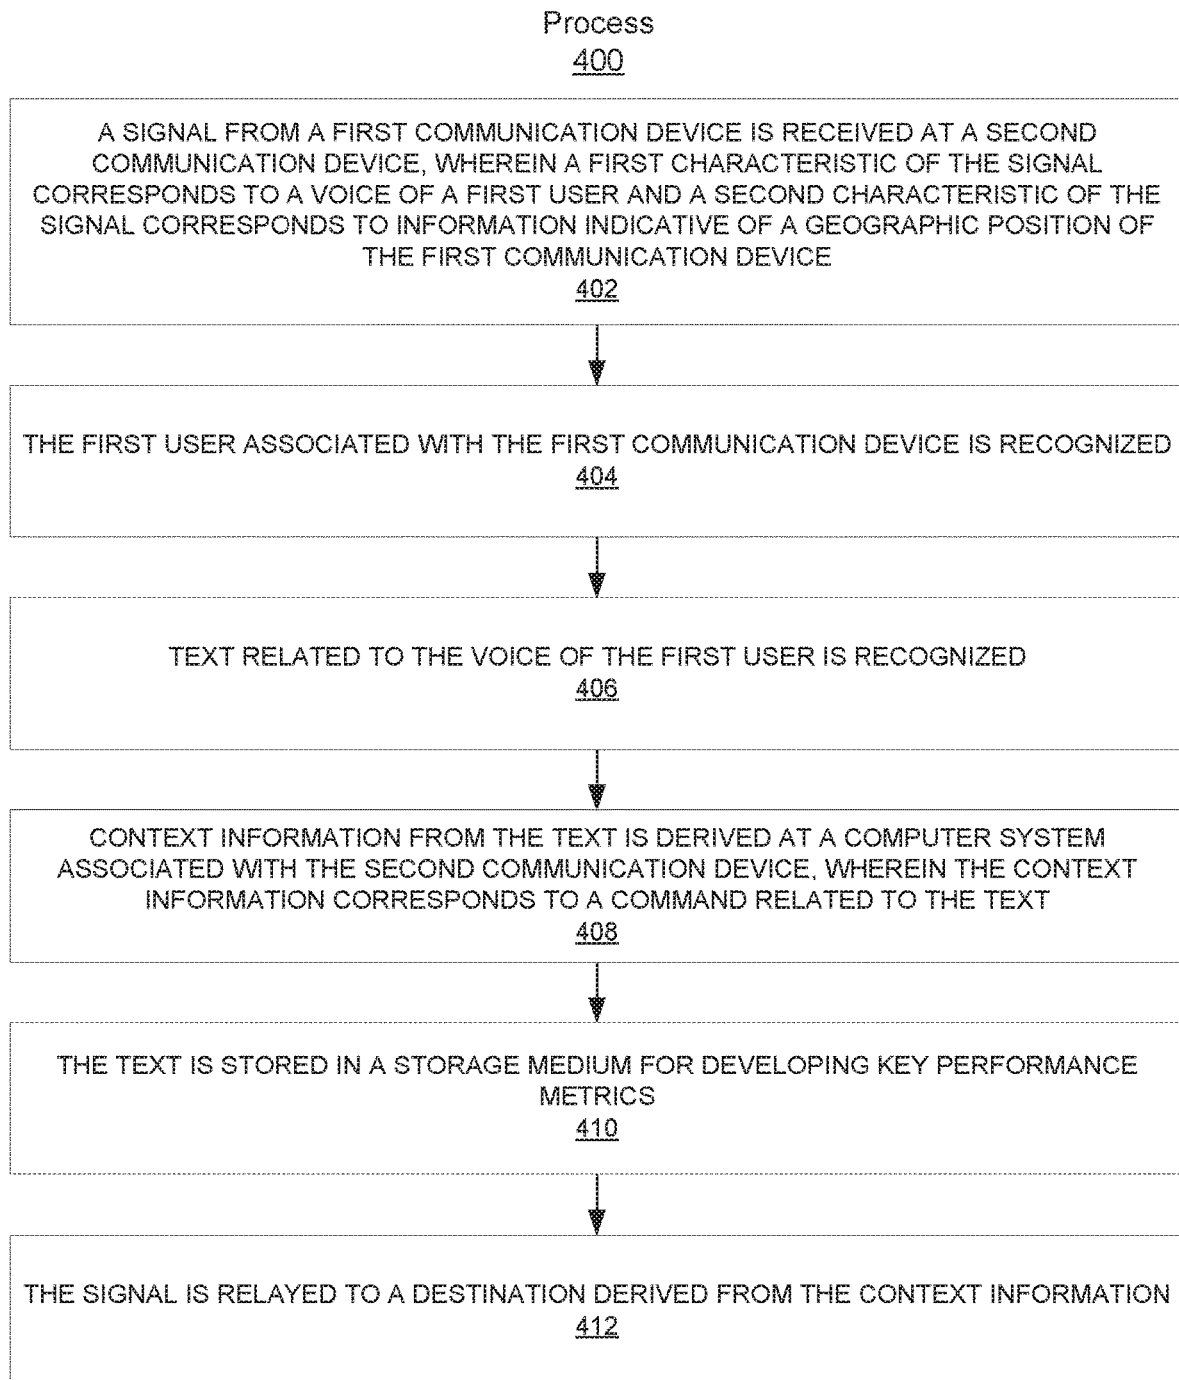 Process
400
A SIGNAL FROM A FIRST COMMUNICATION DEVICE IS RECEIVED AT A SECOND
COMMUNICATION DEVICE, WHEREIN A FIRST CHARACTERISTIC OF THE SIGNAL
CORRESPONDS TO A VOICE OF A FIRST USER AND A SECOND CHARACTERISTIC OF THE
SIGNAL CORRESPONDS TO INFORMATION INDICATIVE OF A GEOGRAPHIC POSITION OF
THE FIRST COMMUNICATION DEVICE
402
THE FIRST USER ASSOCIATED WITH THE FIRST COMMUNICATION DEVICE IS RECOGNIZED
404
TEXT RELATED TO THE VOICE OF THE FIRST USER IS RECOGNIZED
406
CONTEXT INFORMATION FROM THE TEXT IS DERIVED AT A COMPUTER SYSTEM
ASSOCIATED WITH THE SECOND COMMUNICATION DEVICE, WHEREIN THE CONTEXT
INFORMATION CORRESPONDS TO A COMMAND RELATED TO THE TEXT
408
THE TEXT IS STORED IN A STORAGE MEDIUM FOR DEVELOPING KEY PERFORMANCE
METRICS
410
THE SIGNAL IS RELAYED TO A DESTINATION DERIVED FROM THE CONTEXT INFORMATION
412